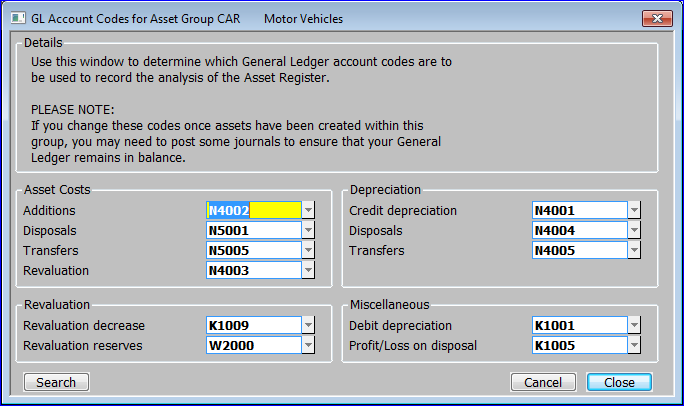 GL Account Codes for Asset Group CAR Motor Vehicles
Details
Use this window to determine which General Ledger account codes are to
be used to record the analysis of the Asset Register.
PLEASE NOTE:
If you change these codes once assets have been created within this
group, you may need to post some journals to ensure that your General
Ledger remains in balance.
Asset Costs
Additions N4002
Disposals N5001
Transfers N5005
Revaluation N4003
Depreciation
Credit depreciation N4001
Disposals N4004
Transfers N4005
Revaluation
Revaluation decrease K1009
Revaluation reserves W2000
Miscellaneous
Debit depreciation K1001
Profit/Loss on disposal K1005
Search Cancel Close